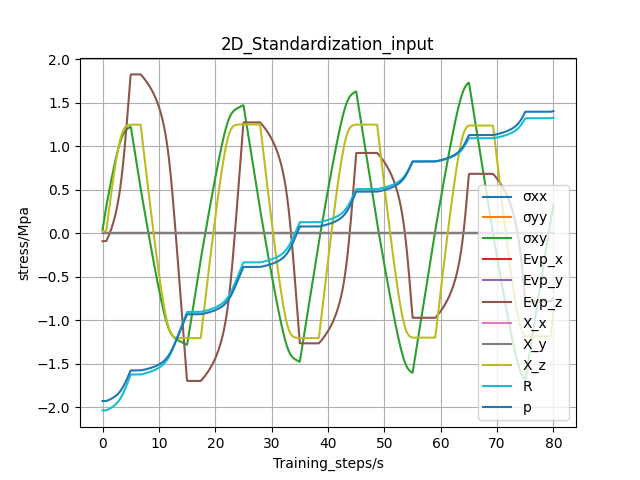 2D_Standardization_input
stress/Mpa
2.0
1.5
1.0
0.5
0.0
−0.5
−1.0
−1.5
−2.0
σxx
σyy
σxy
Evp_x
Evp_y
Evp_z
X_x
X_y
X_z
R
p
0 10 20 30 40 50 60 70 80
Training_steps/s